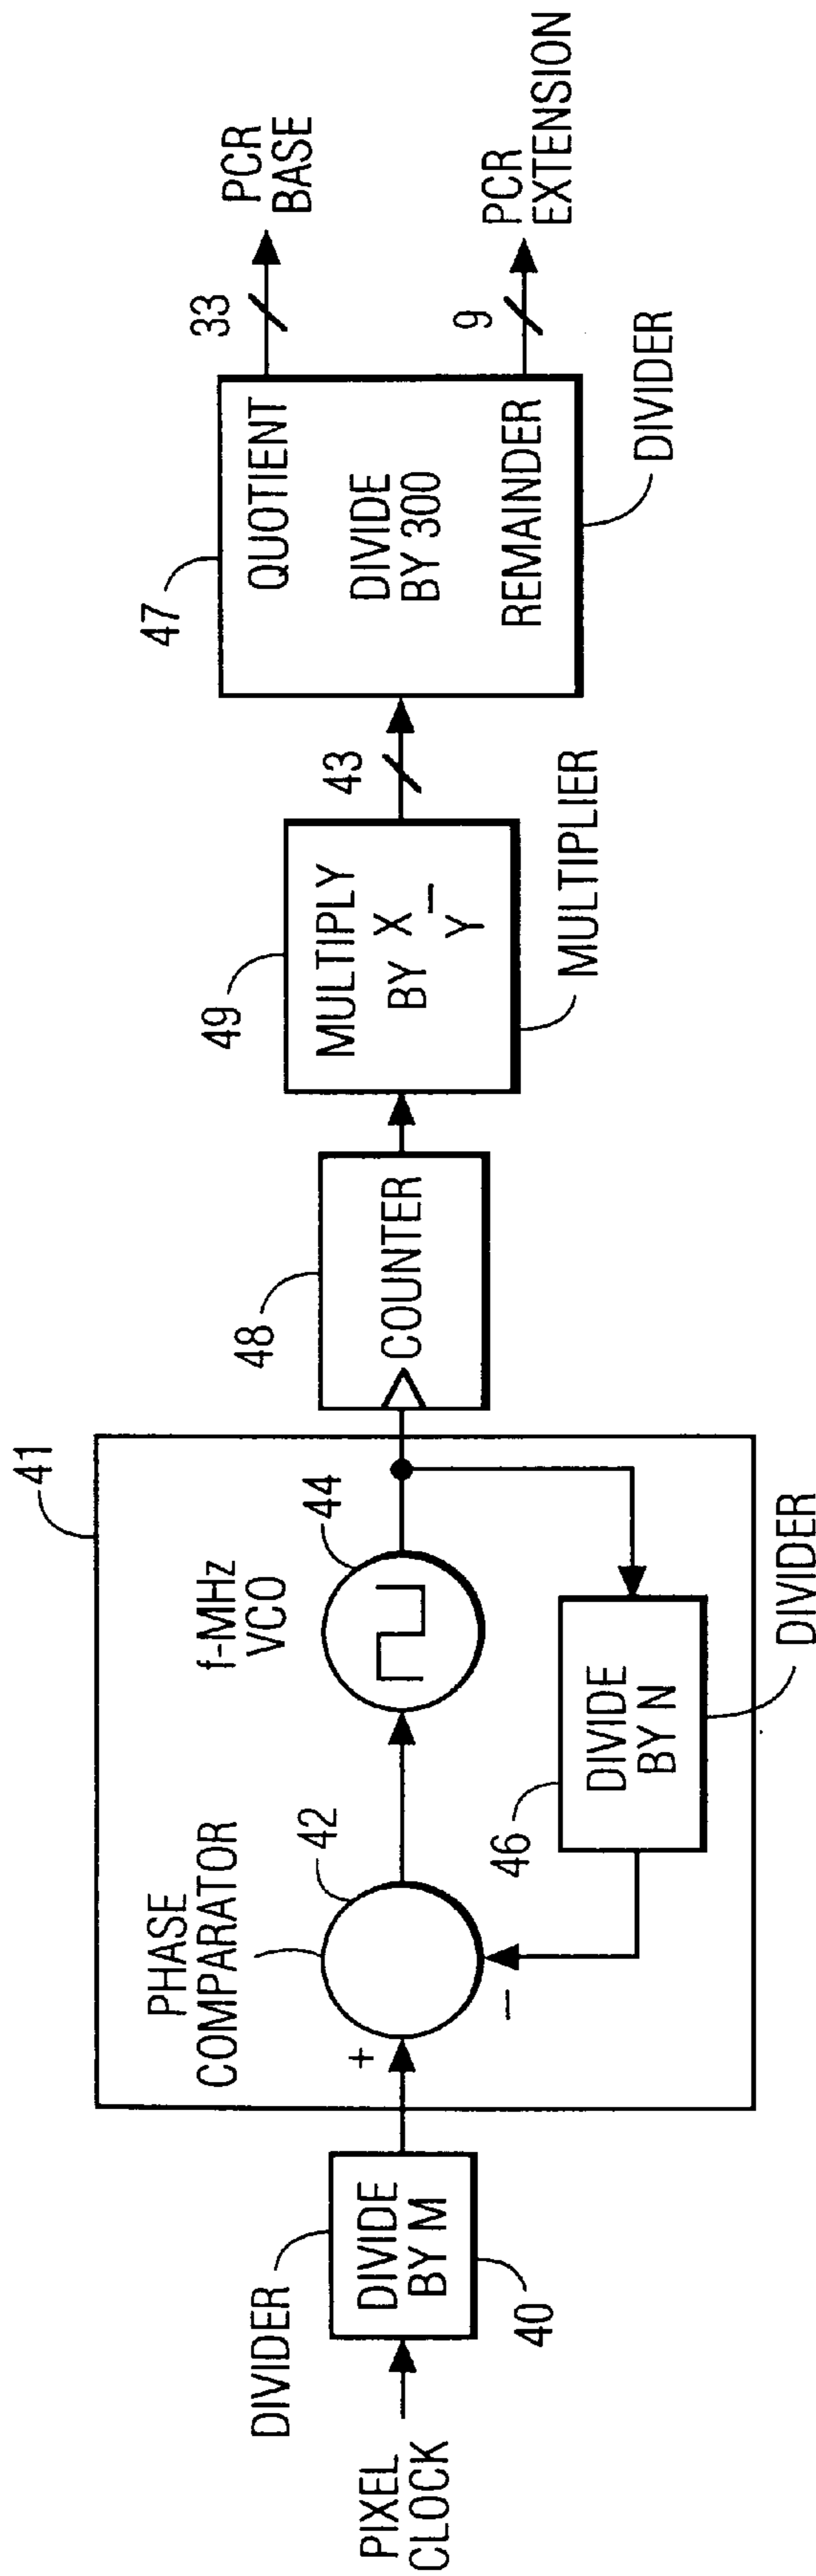 PIXEL
CLOCK
DIVIDER
DIVIDE
BY M
40
41
PHASE
COMPARATOR
42
+
−
f-MHz
VCO
44
46
DIVIDE
BY N
DIVIDER
48
COUNTER
49
MULTIPLY
BY X
Y
MULTIPLIER
43
47
QUOTIENT
DIVIDE
BY 300
REMAINDER
DIVIDER
33
PCR
BASE
9
PCR
EXTENSION